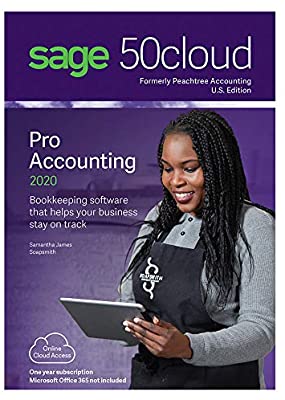 sage 50cloud
Formerly Peachtree Accounting
U.S. Edition
Pro
Accounting
2020
Bookkeeping software
that helps your business
stay on track
Samantha James
Soapsmith
SOAPSMITH
Online
Cloud Access
One year subscription
Microsoft Office 365 not included